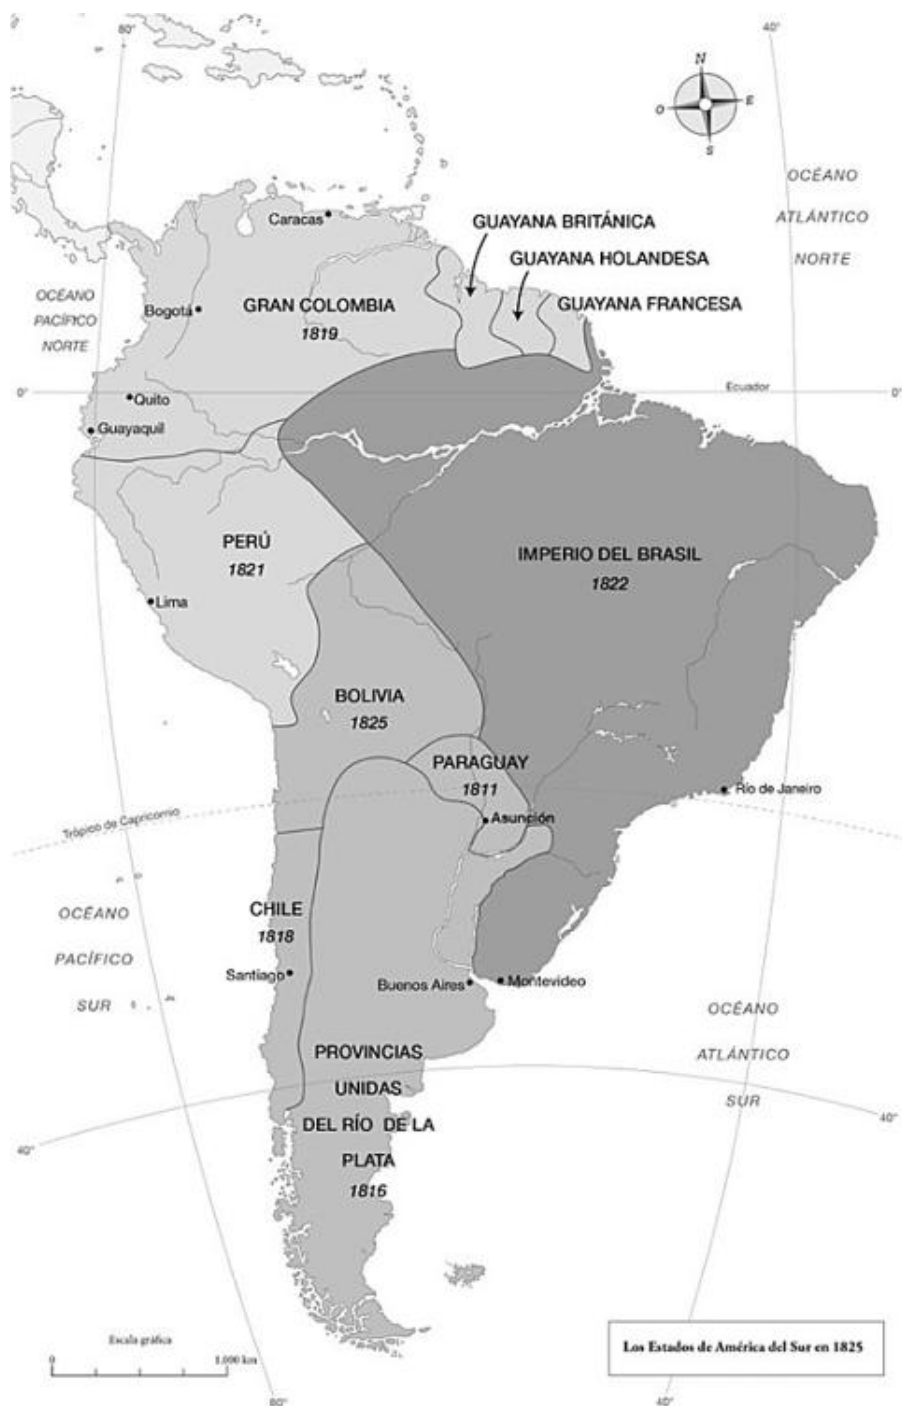 80°
40°
N
O
E
S
OCÉANO
ATLÁNTICO
NORTE
Caracas
GUAYANA BRITÁNICA
GUAYANA HOLANDESA
GUAYANA FRANCESA
OCÉANO
PACÍFICO
NORTE
Bogotá
GRAN COLOMBIA
1819
Ecuador
0°
0°
Quito
Guayaquil
PERÚ
1821
IMPERIO DEL BRASIL
1822
Lima
BOLIVIA
1825
PARAGUAY
1811
Río de Janeiro
Asunción
Trópico de Capricornio
OCÉANO
PACÍFICO
SUR
CHILE
1818
Santiago
Buenos Aires
Montevideo
OCÉANO
ATLÁNTICO
SUR
PROVINCIAS
UNIDAS
DEL RÍO DE LA
PLATA
1816
40°
40°
Escala gráfica
0
1.000 km
Los Estados de América del Sur en 1825
80°
40°